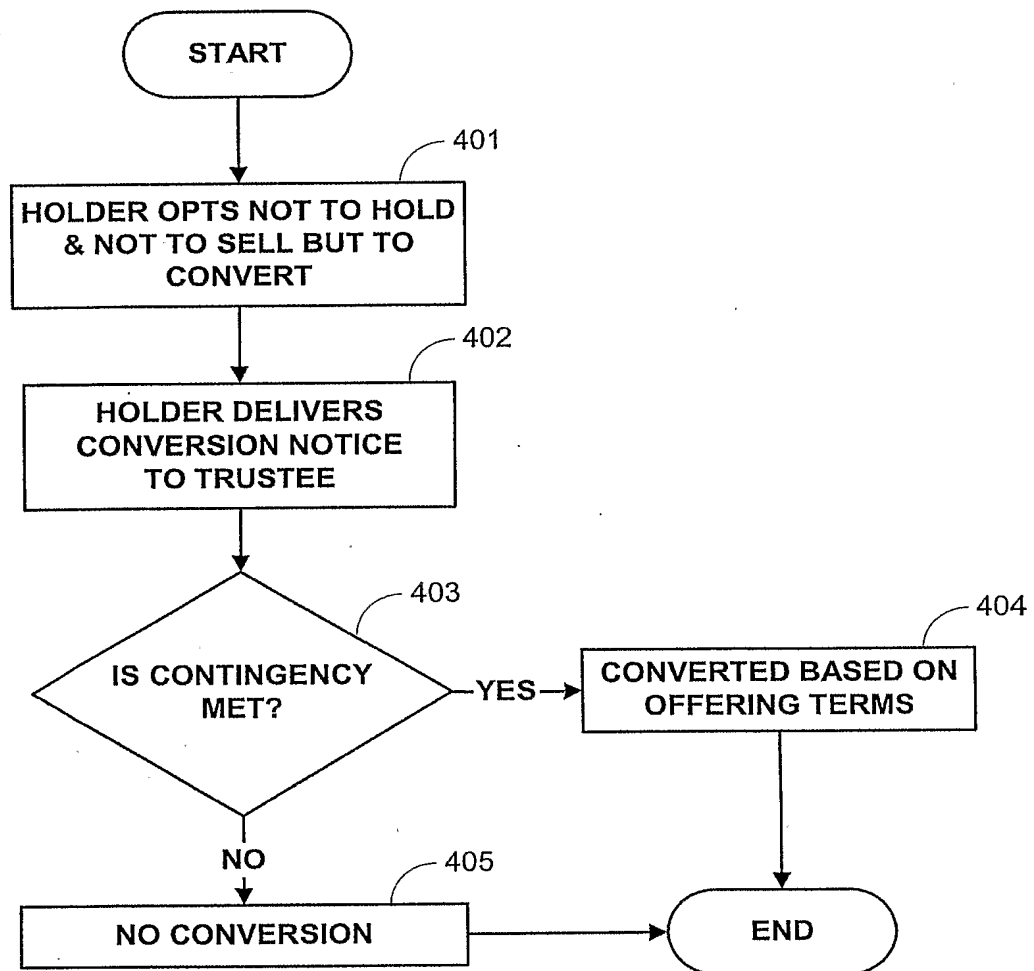 START
401
HOLDER OPTS NOT TO HOLD
& NOT TO SELL BUT TO
CONVERT
402
HOLDER DELIVERS
CONVERSION NOTICE
TO TRUSTEE
403
IS CONTINGENCY
MET?
YES
404
CONVERTED BASED ON
OFFERING TERMS
NO
405
NO CONVERSION
END